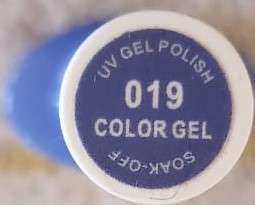 UV GEL POLISH
019
COLOR GEL
SOAK-OFF